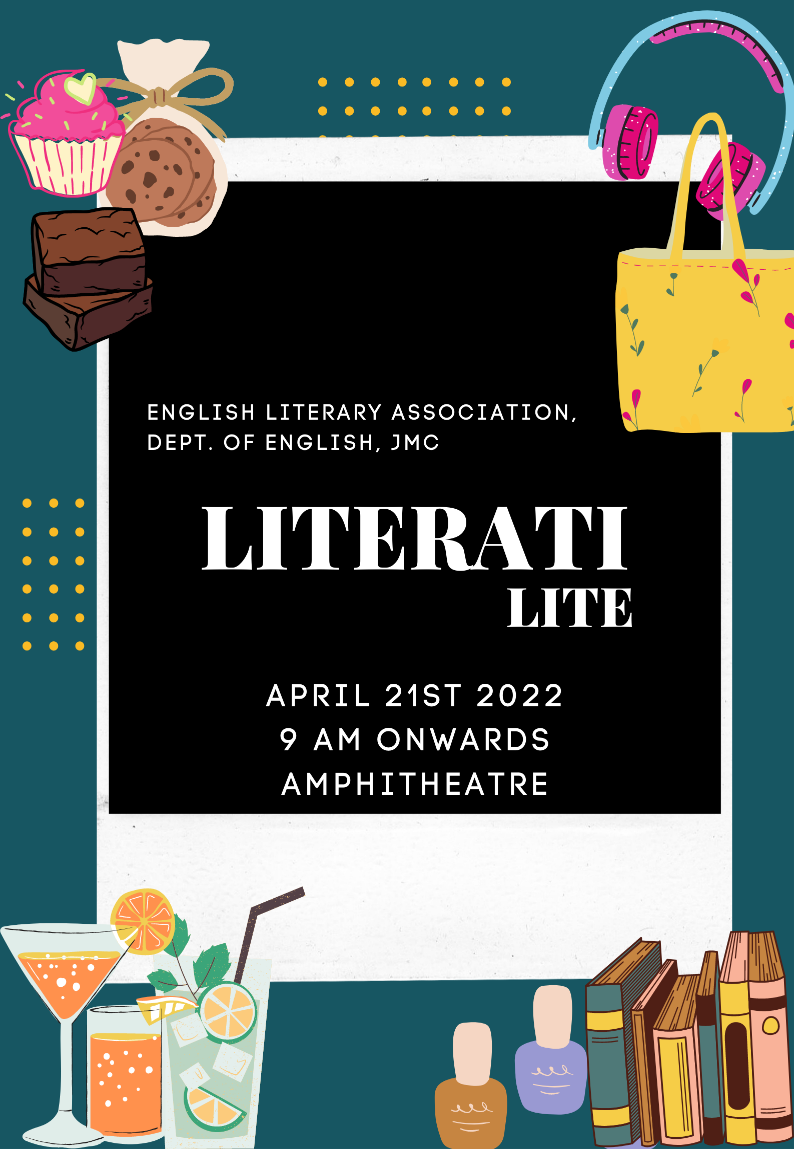 ENGLISH LITERARY ASSOCIATION,
DEPT. OF ENGLISH, JMC
LITERATI
LITE
APRIL 21ST 2022
9 AM ONWARDS
AMPHITHEATRE